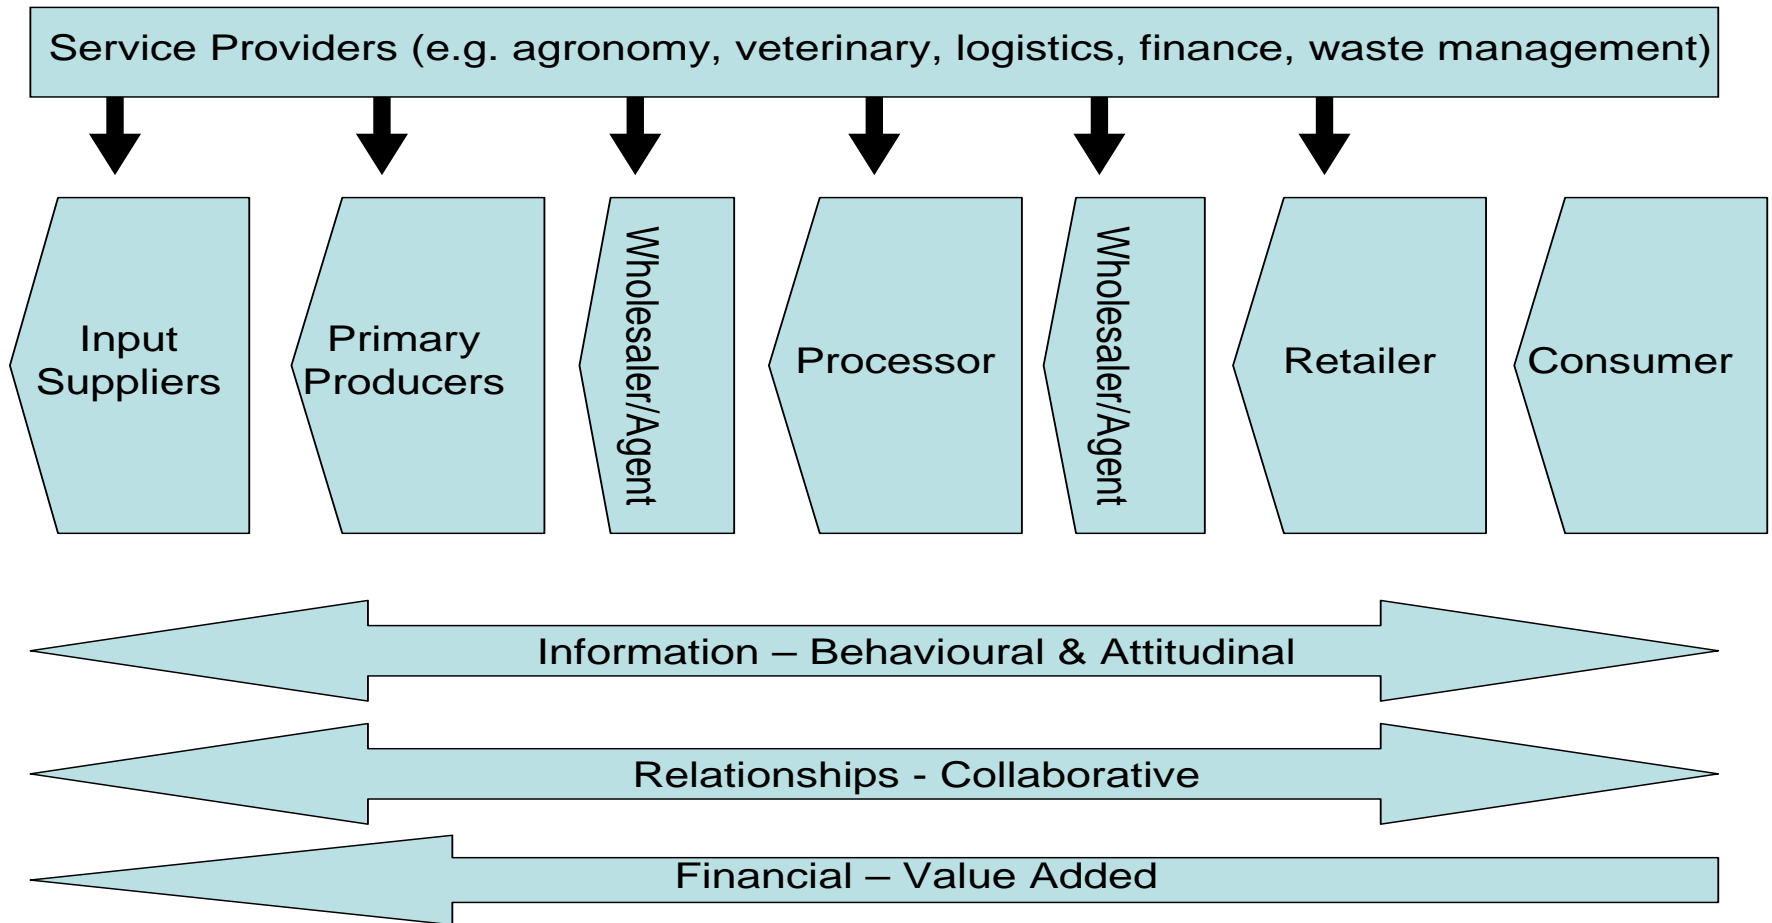 Service Providers (e.g. agronomy, veterinary, logistics, finance, waste management)
Input
Suppliers
Primary
Producers
Wholesaler/Agent
Processor
Wholesaler/Agent
Retailer
Consumer
Information – Behavioural & Attitudinal
Relationships - Collaborative
Financial – Value Added